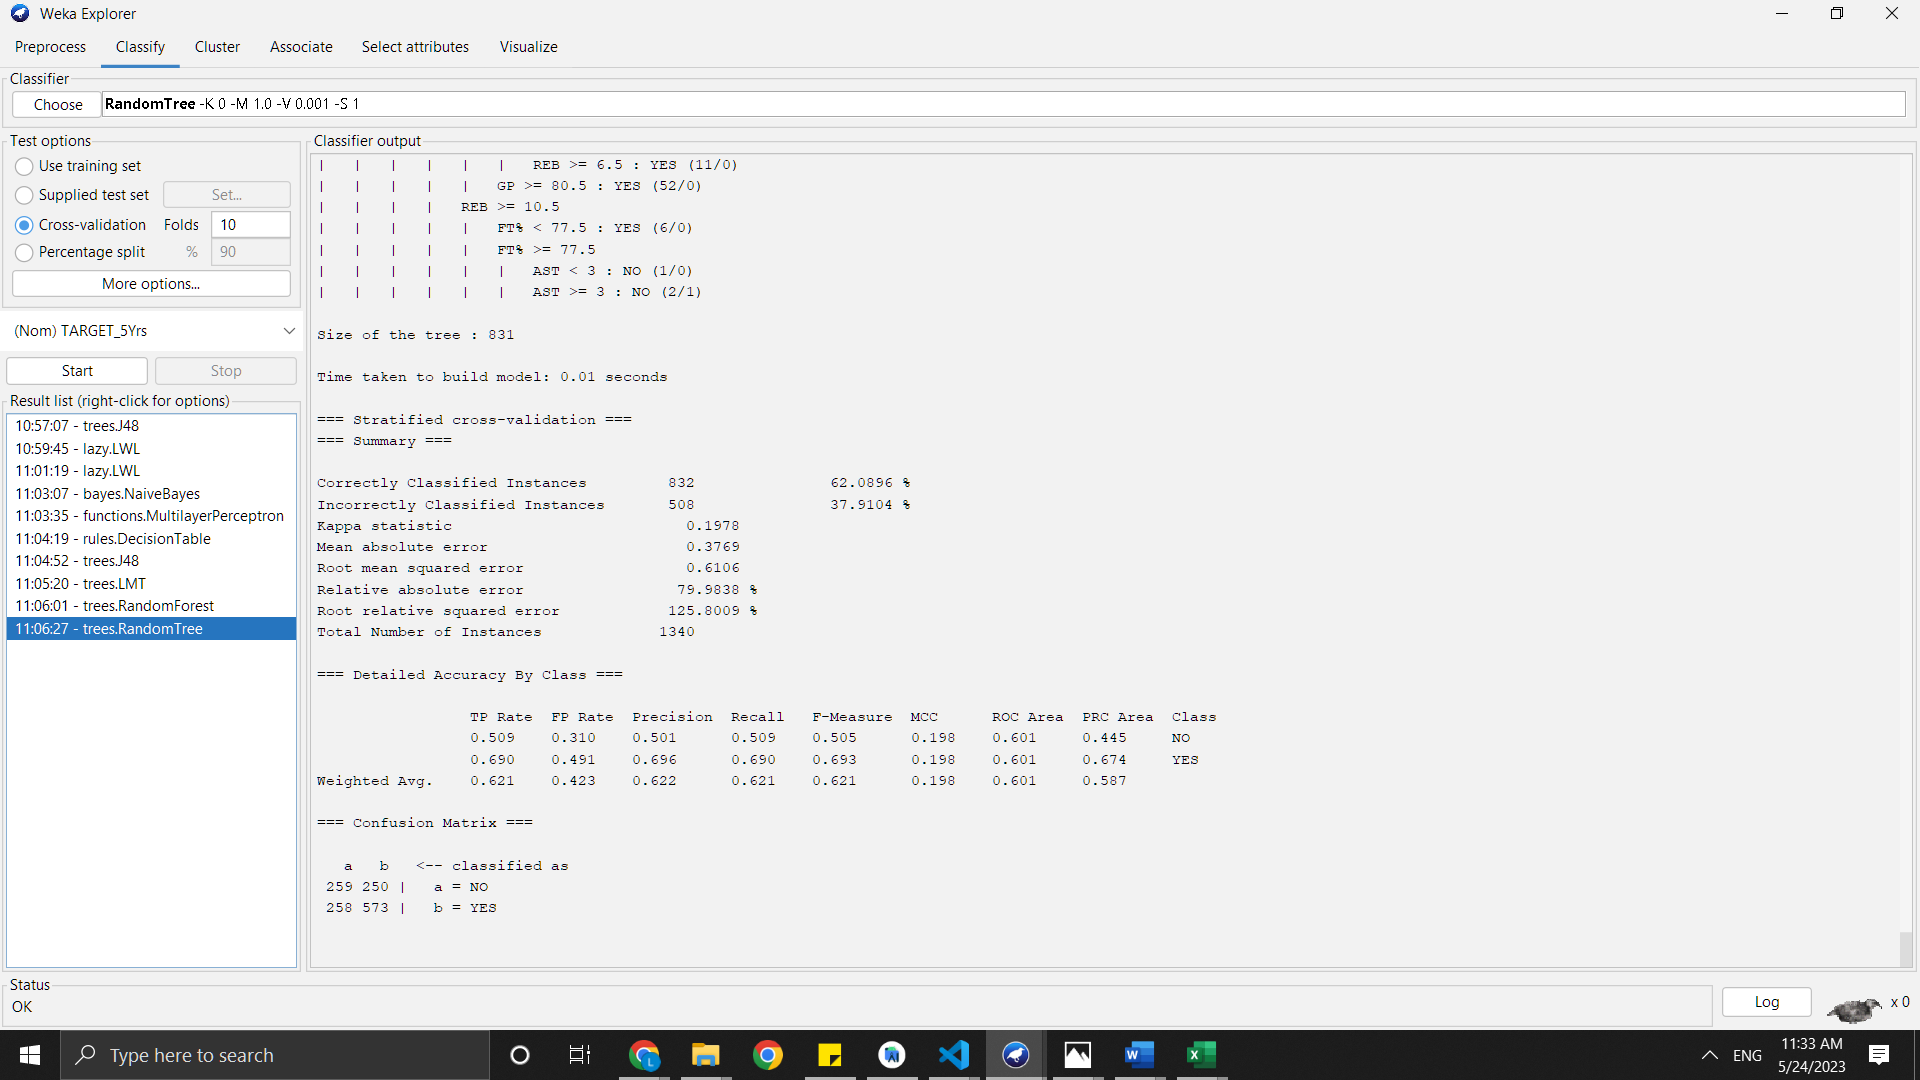 Weka Explorer
Preprocess Classify Cluster Associate Select attributes Visualize
Classifier
Choose RandomTree -K 0 -M 1.0 -V 0.001 -S 1
Test options
Use training set
Supplied test set Set...
Cross-validation Folds 10
Percentage split % 90
More options...
(Nom) TARGET_5Yrs
Start Stop
Result list (right-click for options)
10:57:07 - trees.J48
10:59:45 - lazy.LWL
11:01:19 - lazy.LWL
11:03:07 - bayes.NaiveBayes
11:03:35 - functions.MultilayerPerceptron
11:04:19 - rules.DecisionTable
11:04:52 - trees.J48
11:05:20 - trees.LMT
11:06:01 - trees.RandomForest
11:06:27 - trees.RandomTree
Classifier output
| | | | | | REB >= 6.5 : YES (11/0)
| | | | | GP >= 80.5 : YES (52/0)
| | | | REB >= 10.5
| | | | | FT% < 77.5 : YES (6/0)
| | | | | FT% >= 77.5
| | | | | | AST < 3 : NO (1/0)
| | | | | | AST >= 3 : NO (2/1)
Size of the tree : 831
Time taken to build model: 0.01 seconds
=== Stratified cross-validation ===
=== Summary ===
Correctly Classified Instances 832 62.0896 %
Incorrectly Classified Instances 508 37.9104 %
Kappa statistic 0.1978
Mean absolute error 0.3769
Root mean squared error 0.6106
Relative absolute error 79.9838 %
Root relative squared error 125.8009 %
Total Number of Instances 1340
=== Detailed Accuracy By Class ===
TP Rate FP Rate Precision Recall F-Measure MCC ROC Area PRC Area Class
0.509 0.310 0.501 0.509 0.505 0.198 0.601 0.445 NO
0.690 0.491 0.696 0.690 0.693 0.198 0.601 0.674 YES
Weighted Avg. 0.621 0.423 0.622 0.621 0.621 0.198 0.601 0.587
=== Confusion Matrix ===
a b <-- classified as
259 250 | a = NO
258 573 | b = YES
Status
OK
Log x 0
Type here to search
ENG
11:33 AM
5/24/2023